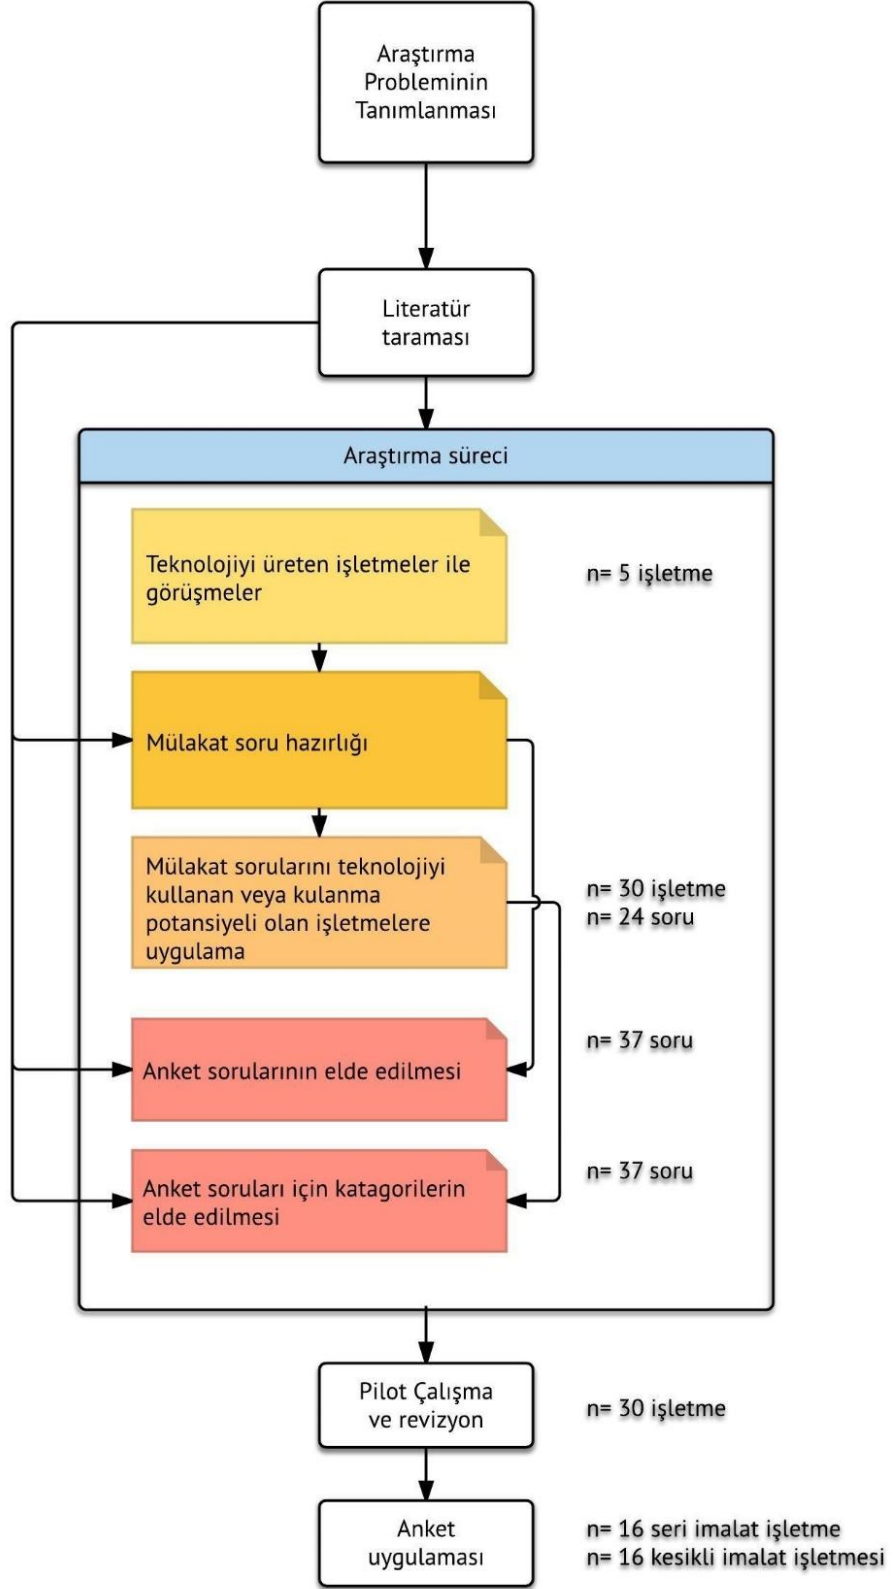 Araştırma
Probleminin
Tanımlanması
Literatür
taraması
Araştırma süreci
Teknolojiyi üreten işletmeler ile
görüşmeler
n= 5 işletme
Mülakat soru hazırlığı
Mülakat sorularını teknolojiyi
kullanan veya kulanma
potansiyeli olan işletmelere
uygulama
n= 30 işletme
n= 24 soru
Anket sorularının elde edilmesi
n= 37 soru
Anket soruları için katagorilerin
elde edilmesi
n= 37 soru
Pilot Çalışma
ve revizyon
n= 30 işletme
Anket
uygulaması
n= 16 seri imalat işletme
n= 16 kesikli imalat işletmesi